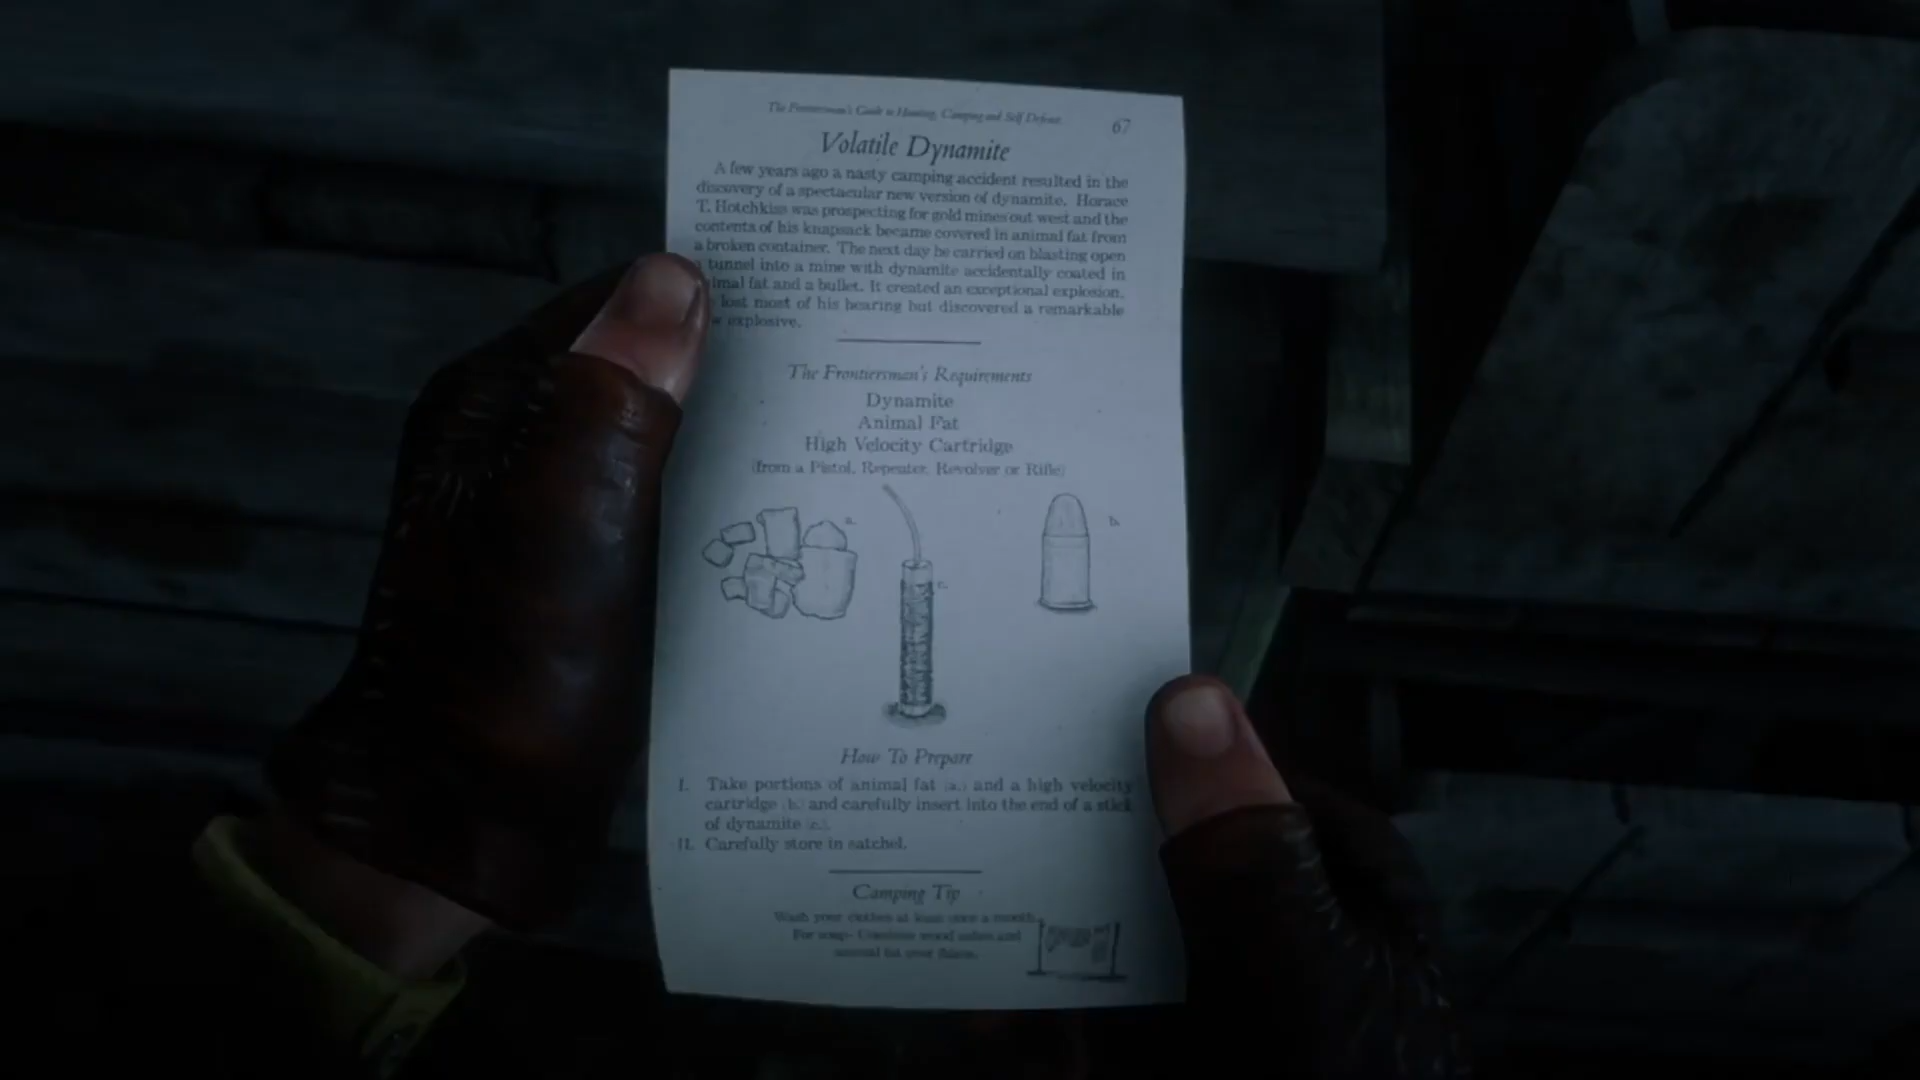 The Frontiersman's Guide to Hunting, Camping and Self Defense
67
Volatile Dynamite
A few years ago a nasty camping accident resulted in the
discovery of a spectacular new version of dynamite. Horace
T. Hotchkiss was prospecting for gold mines out west and the
contents of his knapsack became covered in animal fat from
a broken container. The next day he carried on blasting open
tunnel into a mine with dynamite accidentally coated in
imal fat and a bullet. It created an exceptional explosion.
lost most of his hearing but discovered a remarkable
w explosive.
The Frontiersman's Requirements
Dynamite
Animal Fat
High Velocity Cartridge
(from a Pistol, Repeater, Revolver or Rifle)
a.
b.
c.
How To Prepare
I. Take portions of animal fat (a.) and a high velocity
cartridge (b.) and carefully insert into the end of a stick
of dynamite (c.).
II. Carefully store in satchel.
Camping Tip
Wash your clothes at least once a month.
For soap- Combine wood ashes and
animal fat over flame.